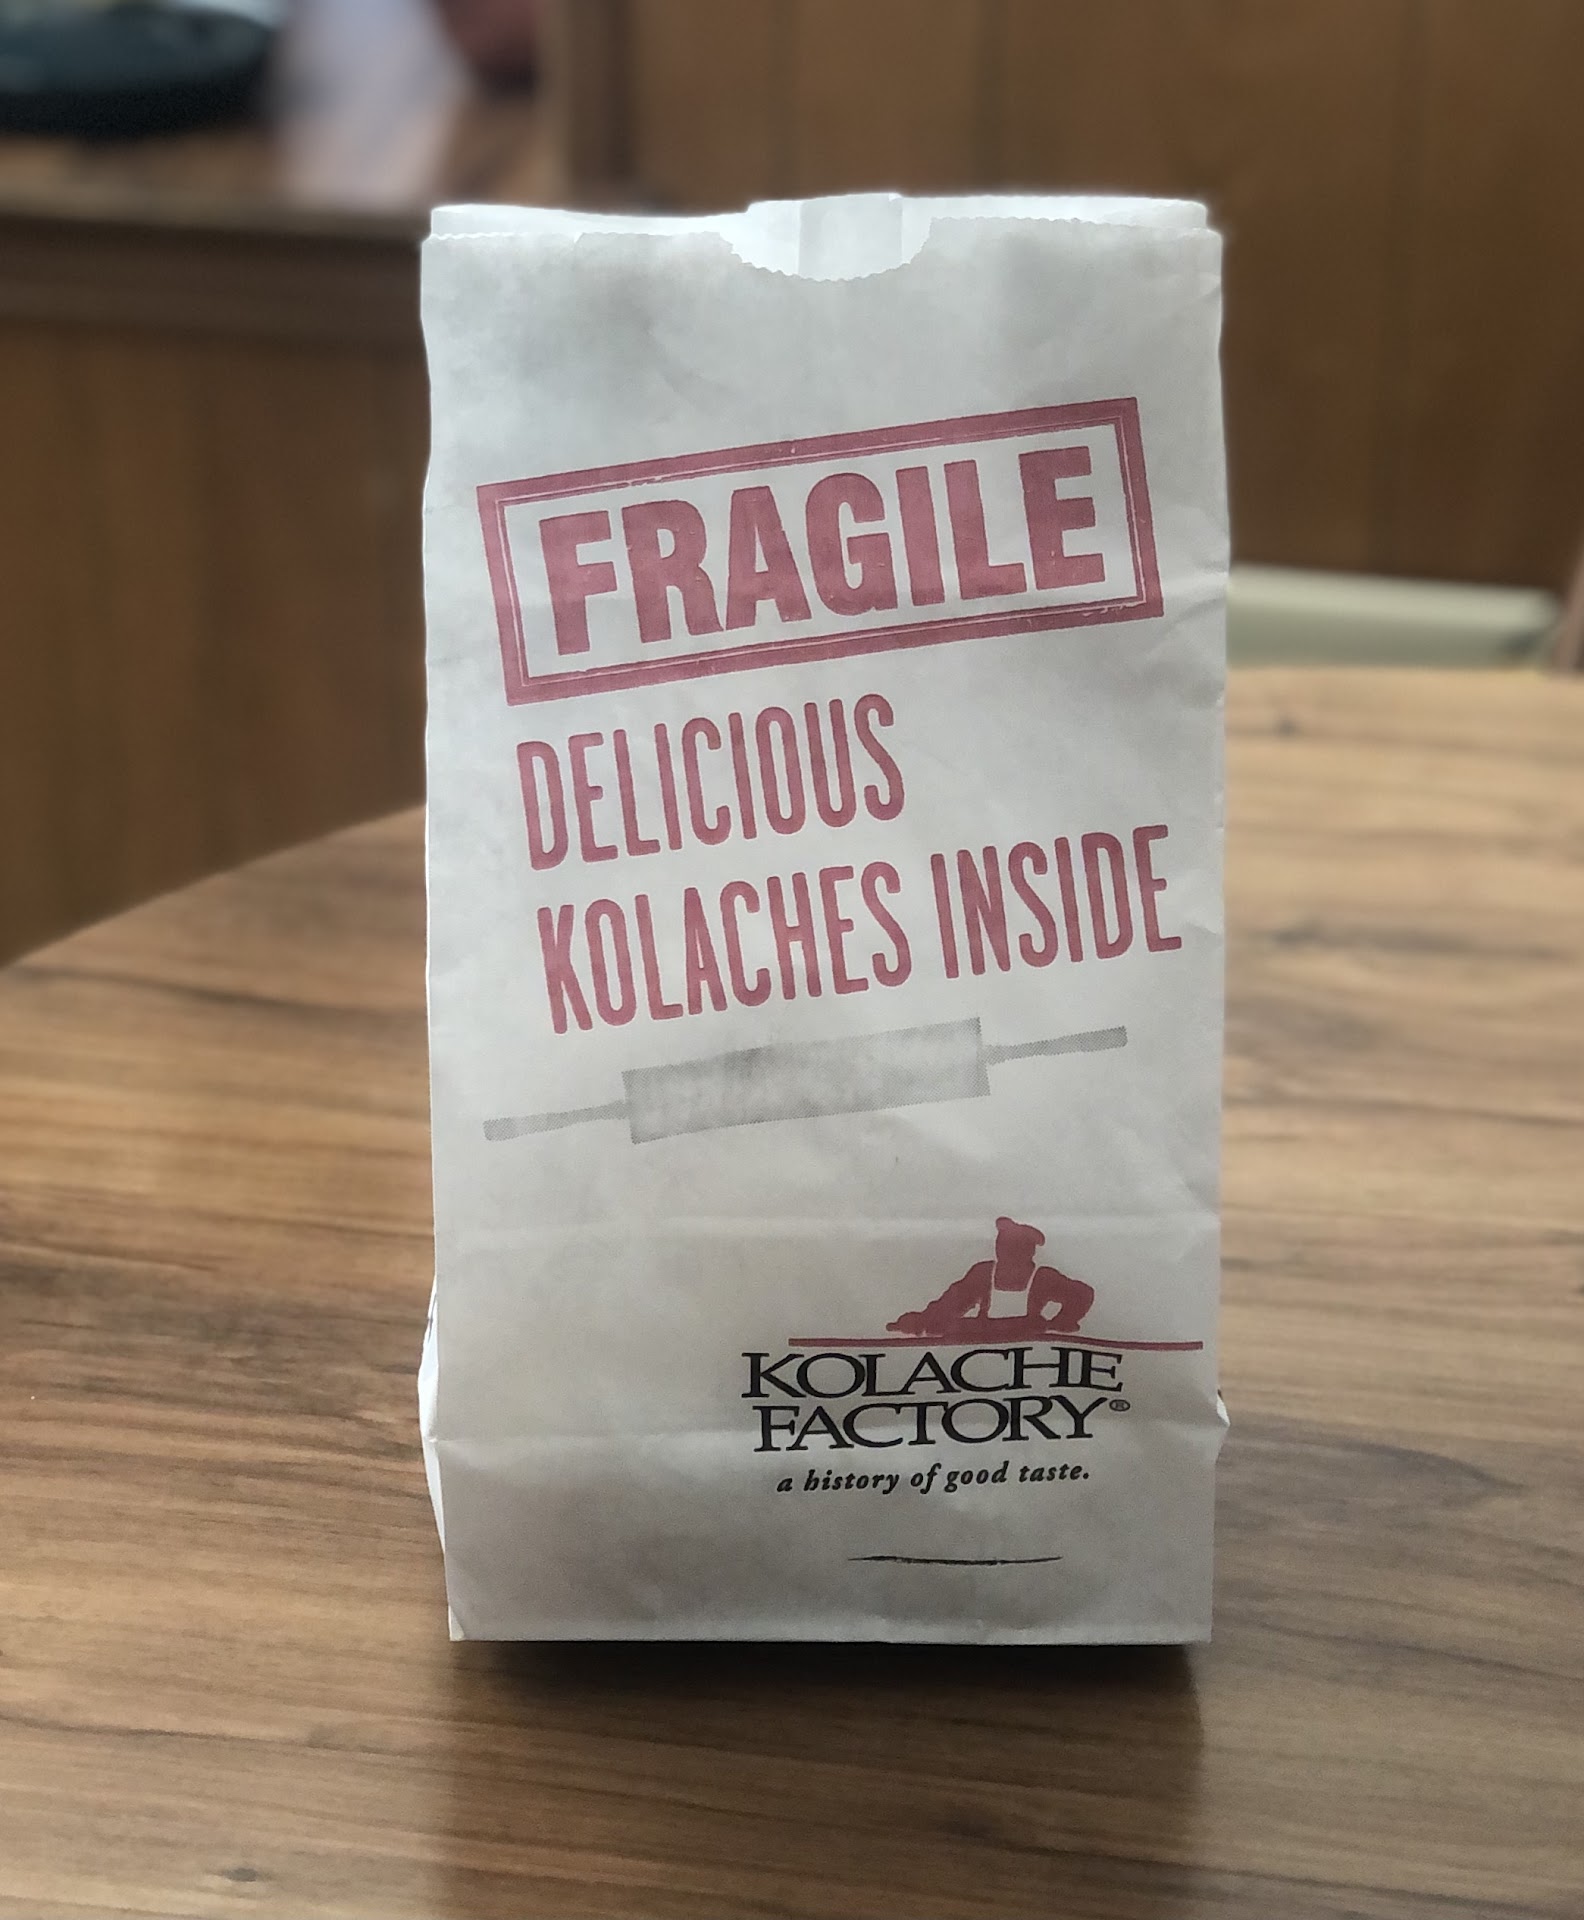 FRAGILE
DELICIOUS
KOLACHES INSIDE
KOLACHE
FACTORY®
a history of good taste.